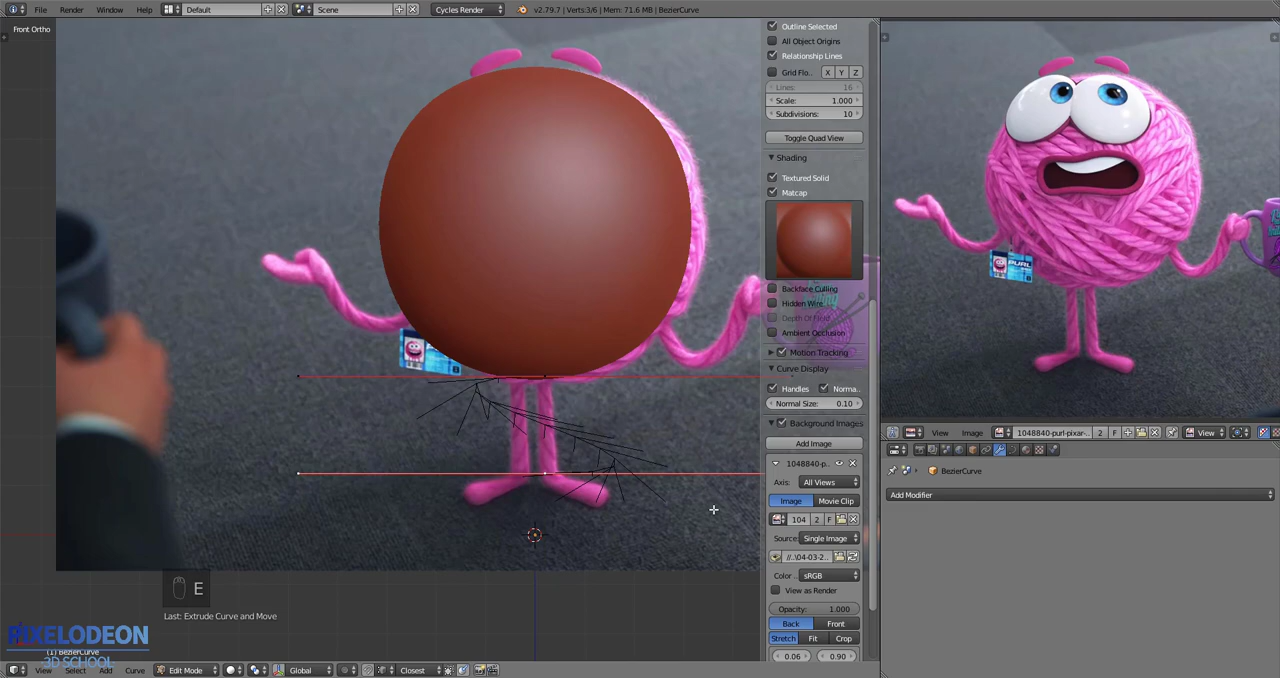 File Render Window Help Default Scene Cycles Render v2.79.7 | Verts:3/6 | Mem: 71.6 MB | BezierCurve
Front Ortho
Outline Selected
All Object Origins
Relationship Lines
Grid Flo.. X Y Z
Lines: 16
Scale: 1.000
Subdivisions: 10
Toggle Quad View
Shading
Textured Solid
Matcap
Backface Culling
Hidden Wire
Depth Of Field
Ambient Occlusion
Motion Tracking
Curve Display
Handles Norma..
Normal Size: 0.10
Background Images
Add Image
1048840-p..
Axis: All Views
Image Movie Clip
104 2 F
Source: Single Image
//..\04-03-2...
Color .. sRGB
View as Render
Opacity: 1.000
Back Front
Stretch Fit Crop
0.06 0.90
PURL
View Image 1048840-purl-pixar-... 2 F View
BezierCurve
Add Modifier
E
Last: Extrude Curve and Move
PIXELODEON
3D SCHOOL
(1) BezierCurve
View Select Add Curve Edit Mode Global Closest